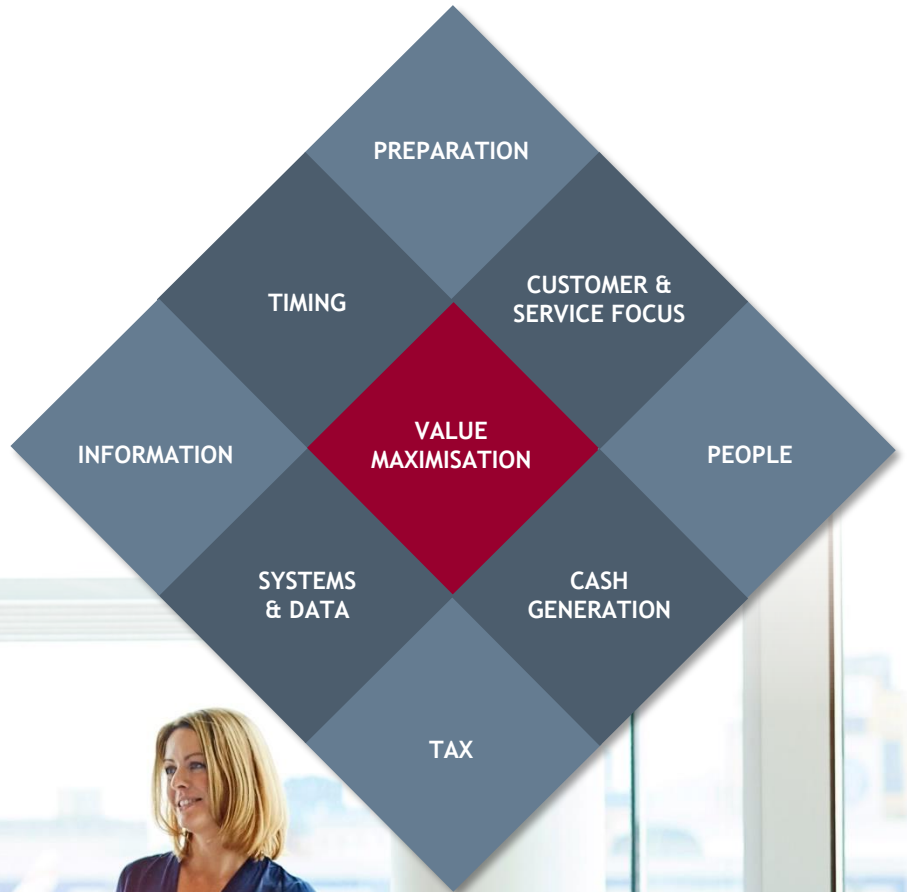 PREPARATION
TIMING
CUSTOMER &
SERVICE FOCUS
INFORMATION
VALUE
MAXIMISATION
PEOPLE
SYSTEMS
& DATA
CASH
GENERATION
TAX